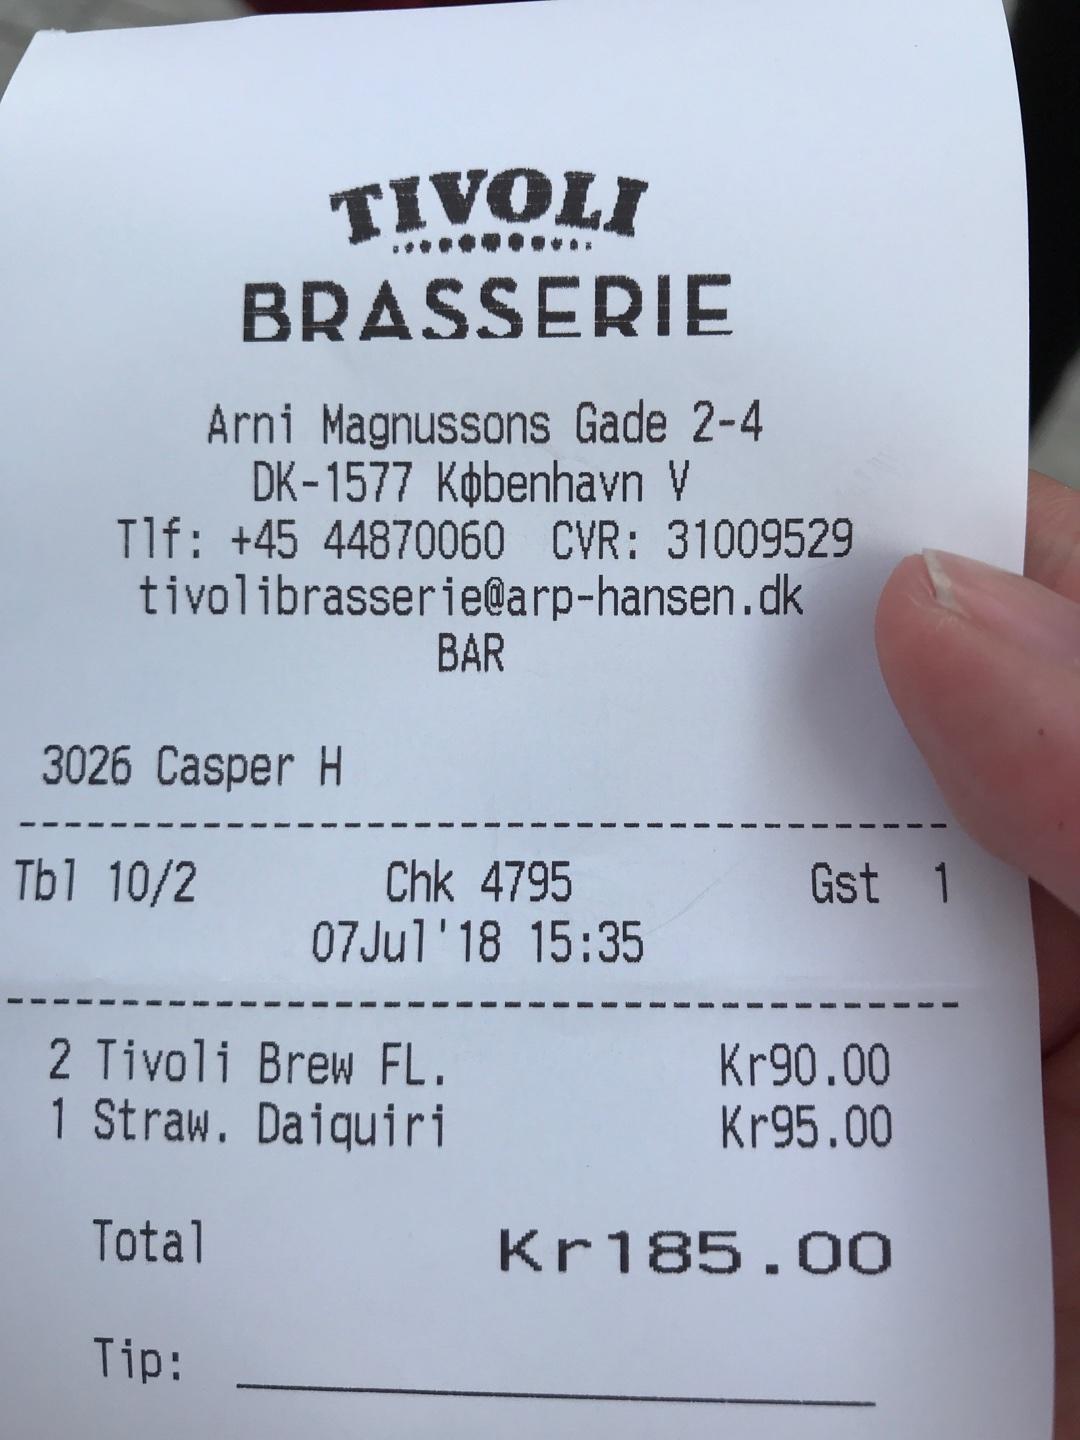 TIVOLI
BRASSERIE
Arni Magnussons Gade 2-4
DK-1577 København V
Tlf: +45 44870060 CVR: 31009529
tivolibrasserie@arp-hansen.dk
BAR
3026 Casper H
Tbl 10/2 Chk 4795 Gst 1
07Jul'18 15:35
2 Tivoli Brew FL. Kr90.00
1 Straw. Daiquiri Kr95.00
Total Kr185.00
Tip: